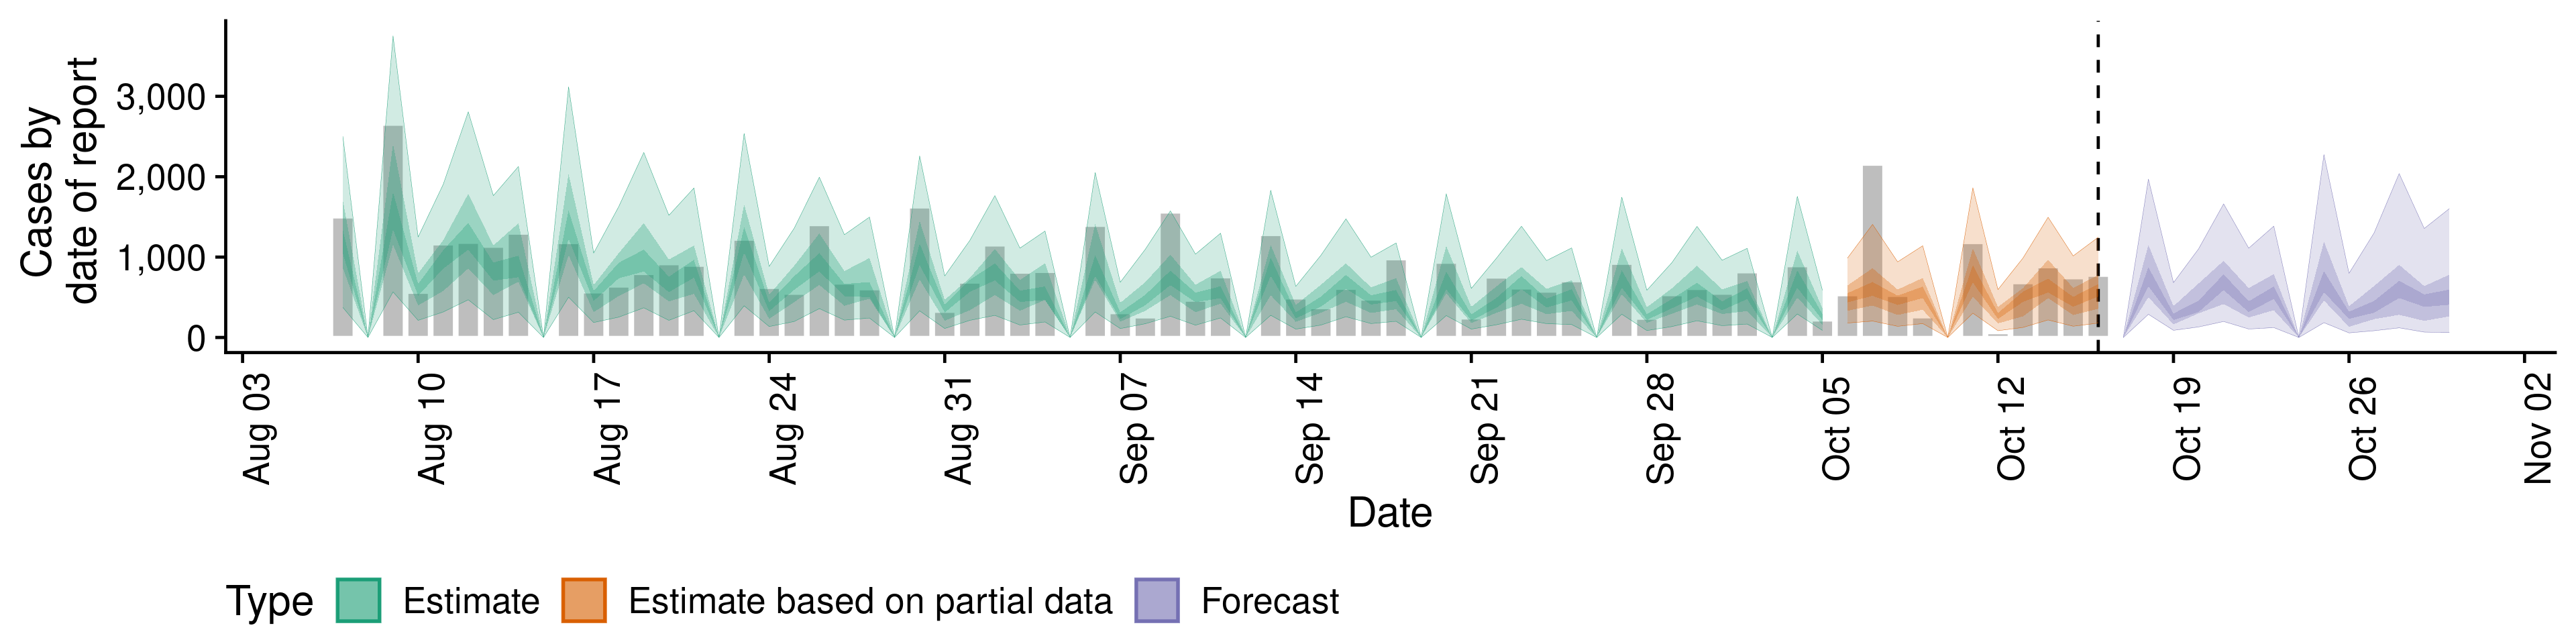 Cases by
date of report
3,000
2,000
1,000
0
Aug 03
Aug 10
Aug 17
Aug 24
Aug 31
Sep 07
Sep 14
Sep 21
Sep 28
Oct 05
Oct 12
Oct 19
Oct 26
Nov 02
Date
Type Estimate Estimate based on partial data Forecast